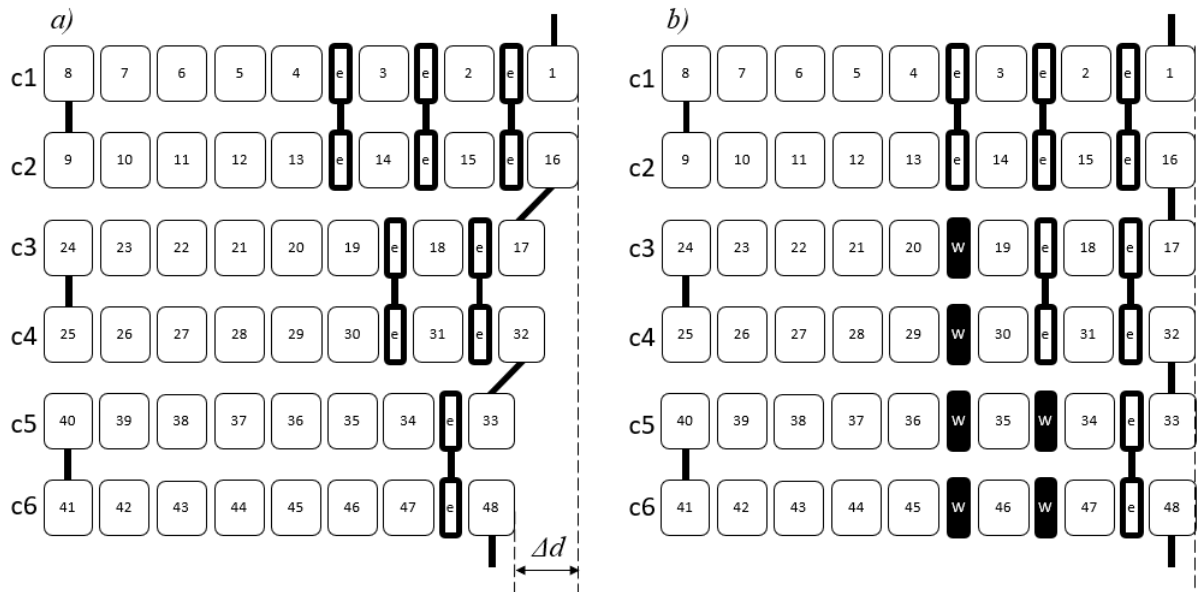 a) b)
c1 8 7 6 5 4 e 3 e 2 e 1 c1 8 7 6 5 4 e 3 e 2 e 1
c2 9 10 11 12 13 e 14 e 15 e 16 c2 9 10 11 12 13 e 14 e 15 e 16
c3 24 23 22 21 20 19 e 18 e 17 c3 24 23 22 21 20 W 19 e 18 e 17
c4 25 26 27 28 29 30 e 31 e 32 c4 25 26 27 28 29 W 30 e 31 e 32
c5 40 39 38 37 36 35 34 e 33 c5 40 39 38 37 36 W 35 W 34 e 33
c6 41 42 43 44 45 46 47 e 48 c6 41 42 43 44 45 W 46 W 47 e 48
Δd